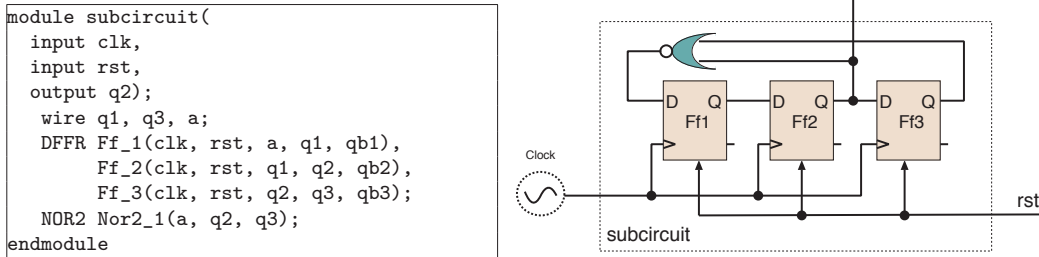 module subcircuit(
input clk,
input rst,
output q2);
wire q1, q3, a;
DFFR Ff_1(clk, rst, a, q1, qb1),
Ff_2(clk, rst, q1, q2, qb2),
Ff_3(clk, rst, q2, q3, qb3);
NOR2 Nor2_1(a, q2, q3);
endmodule
D Q
Ff1
D Q
Ff2
D Q
Ff3
Clock
rst
subcircuit